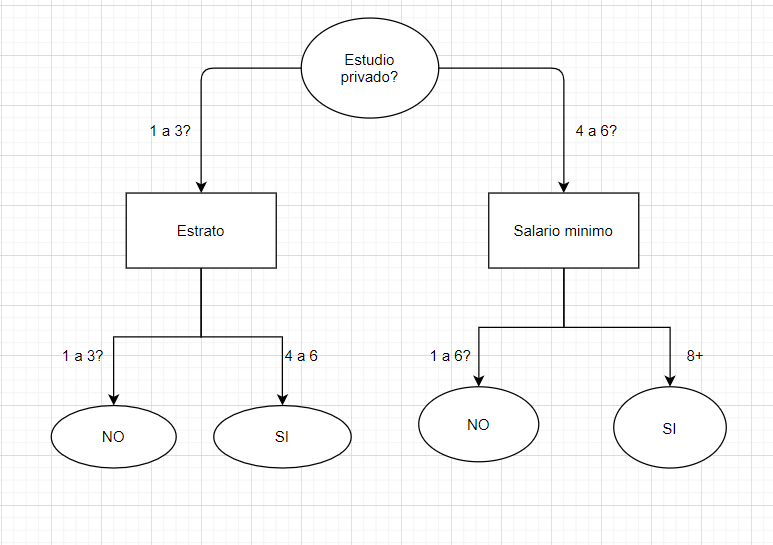 Estudio
privado?
1 a 3?
4 a 6?
Estrato
Salario minimo
1 a 3?
4 a 6
1 a 6?
8+
NO
SI
NO
SI